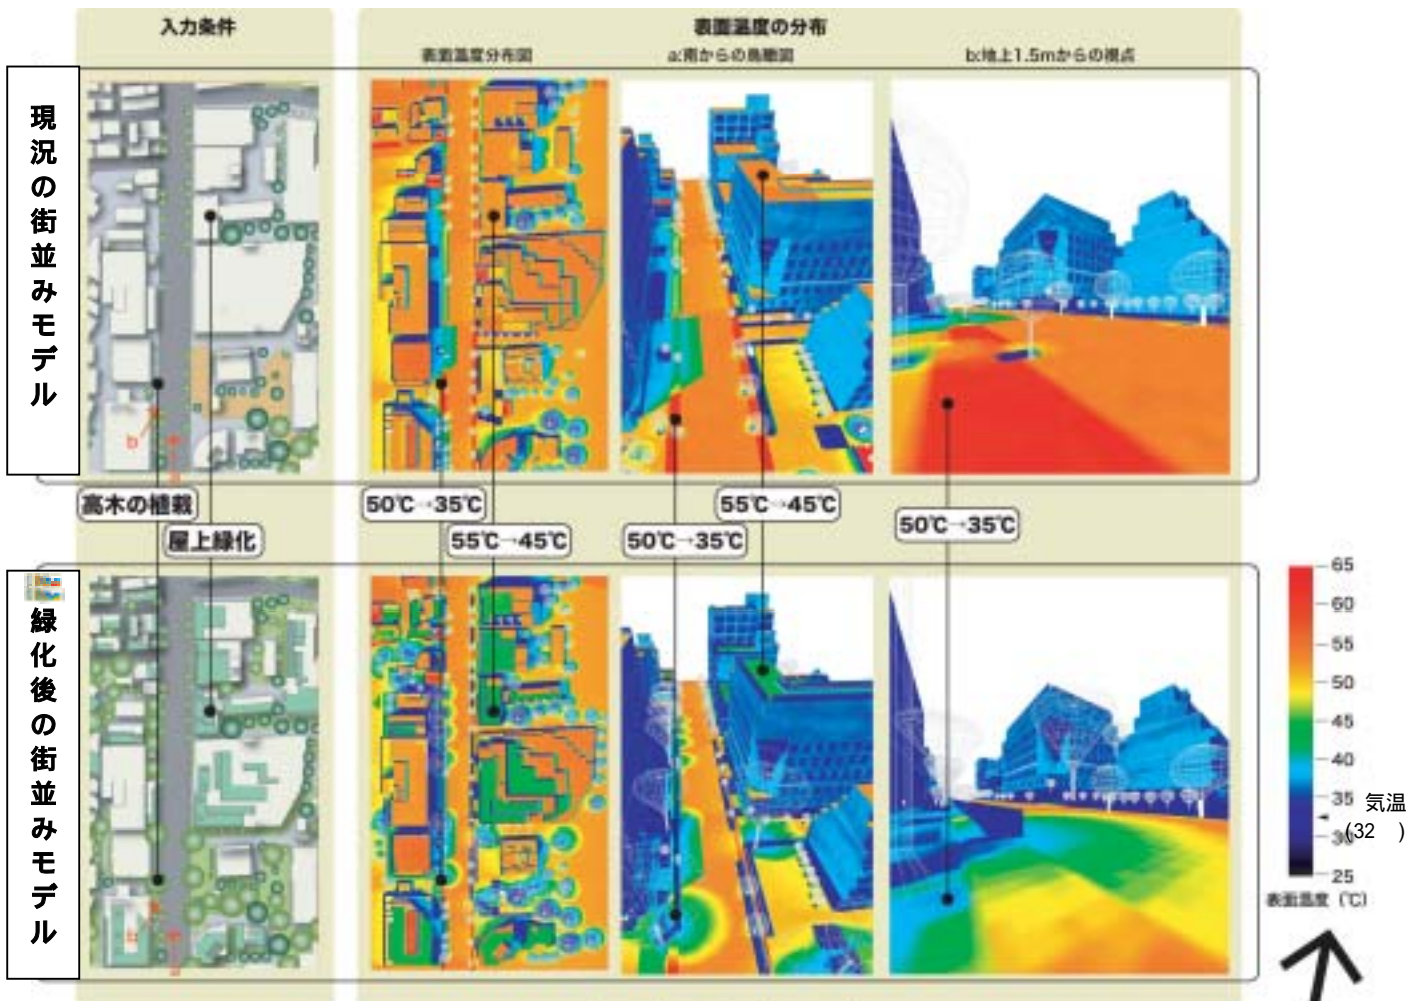 入力条件
表面温度の分布
表面温度分布図
a:南からの鳥瞰図
b:地上1.5mからの視点
現況の街並みモデル
b
a
高木の植栽
屋上緑化
50℃→35℃
55℃→45℃
50℃→35℃
55℃→45℃
50℃→35℃
緑化後の街並みモデル
b
a
65
60
55
50
45
40
35
30
25
気温
(32 )
表面温度 (℃)